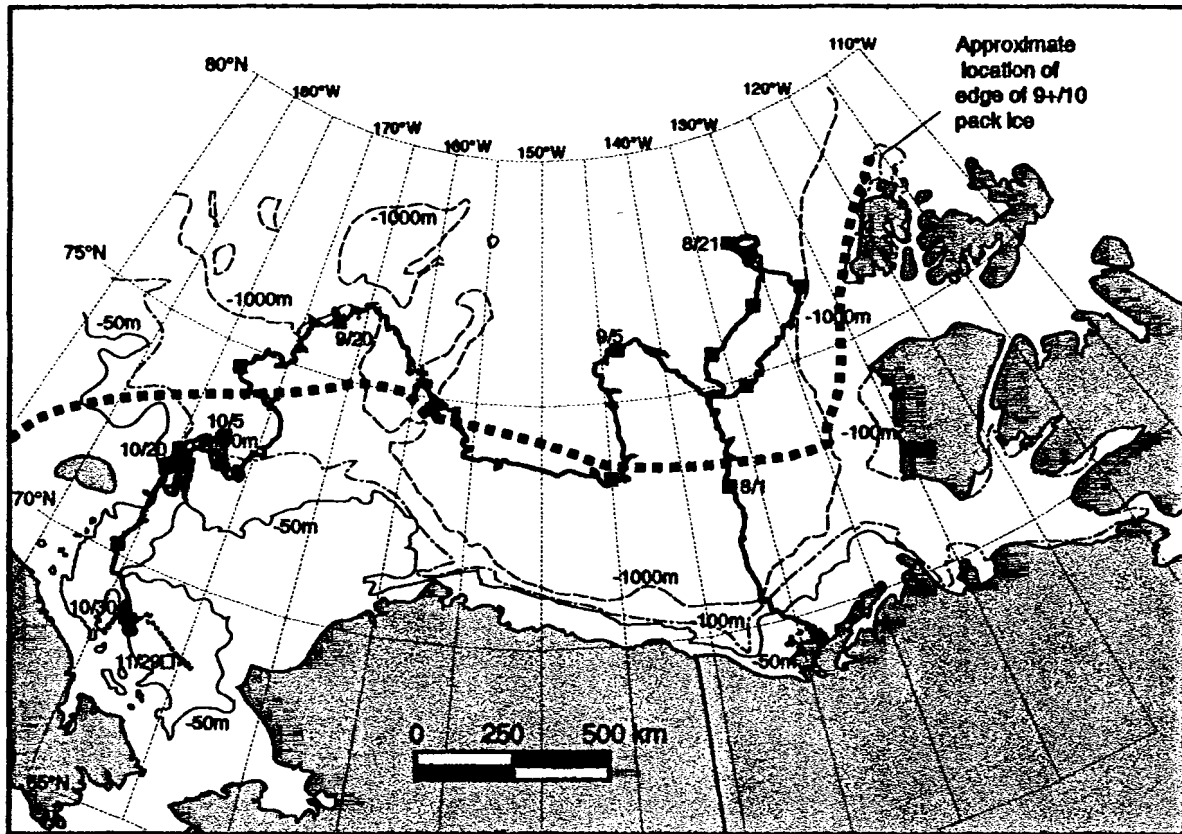 110°W
Approximate
location of
edge of 9+/10
pack ice
80°N
180°W
120°W
170°W
130°W
160°W
150°W
140°W
-1000m
8/21
75°N
-1000m
-1000m
-50m
9/20
9/5
10/5
-100m
10/20
8/1
70°N
-50m
-1000m
10/30
-100m
-50m
-50m
0 250 500 km
65°N